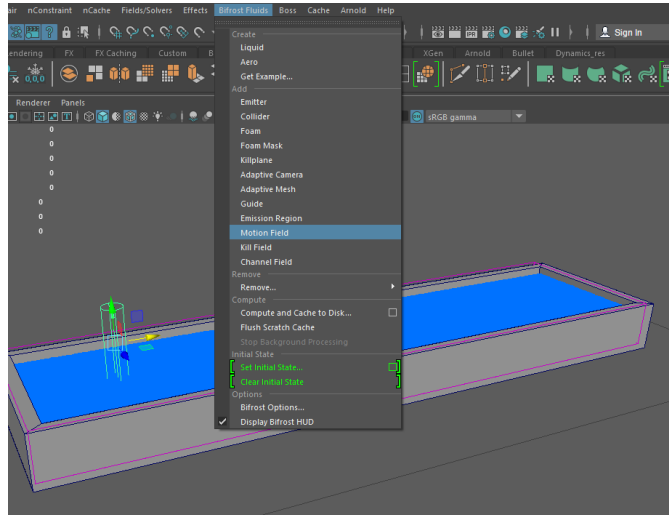 air nConstraint nCache Fields/Solvers Effects Bifrost Fluids Boss Cache Arnold Help
Sign In
endering FX FX Caching Custom B XGen Arnold Bullet Dynamics_res
Renderer Panels
sRGB gamma
0
0
0
0
0
0
0
0
Create
Liquid
Aero
Get Example...
Add
Emitter
Collider
Foam
Foam Mask
Killplane
Adaptive Camera
Adaptive Mesh
Guide
Emission Region
Motion Field
Kill Field
Channel Field
Remove
Remove...
Compute
Compute and Cache to Disk...
Flush Scratch Cache
Stop Background Processing
Initial State
Set Initial State...
Clear Initial State
Options
Bifrost Options...
Display Bifrost HUD